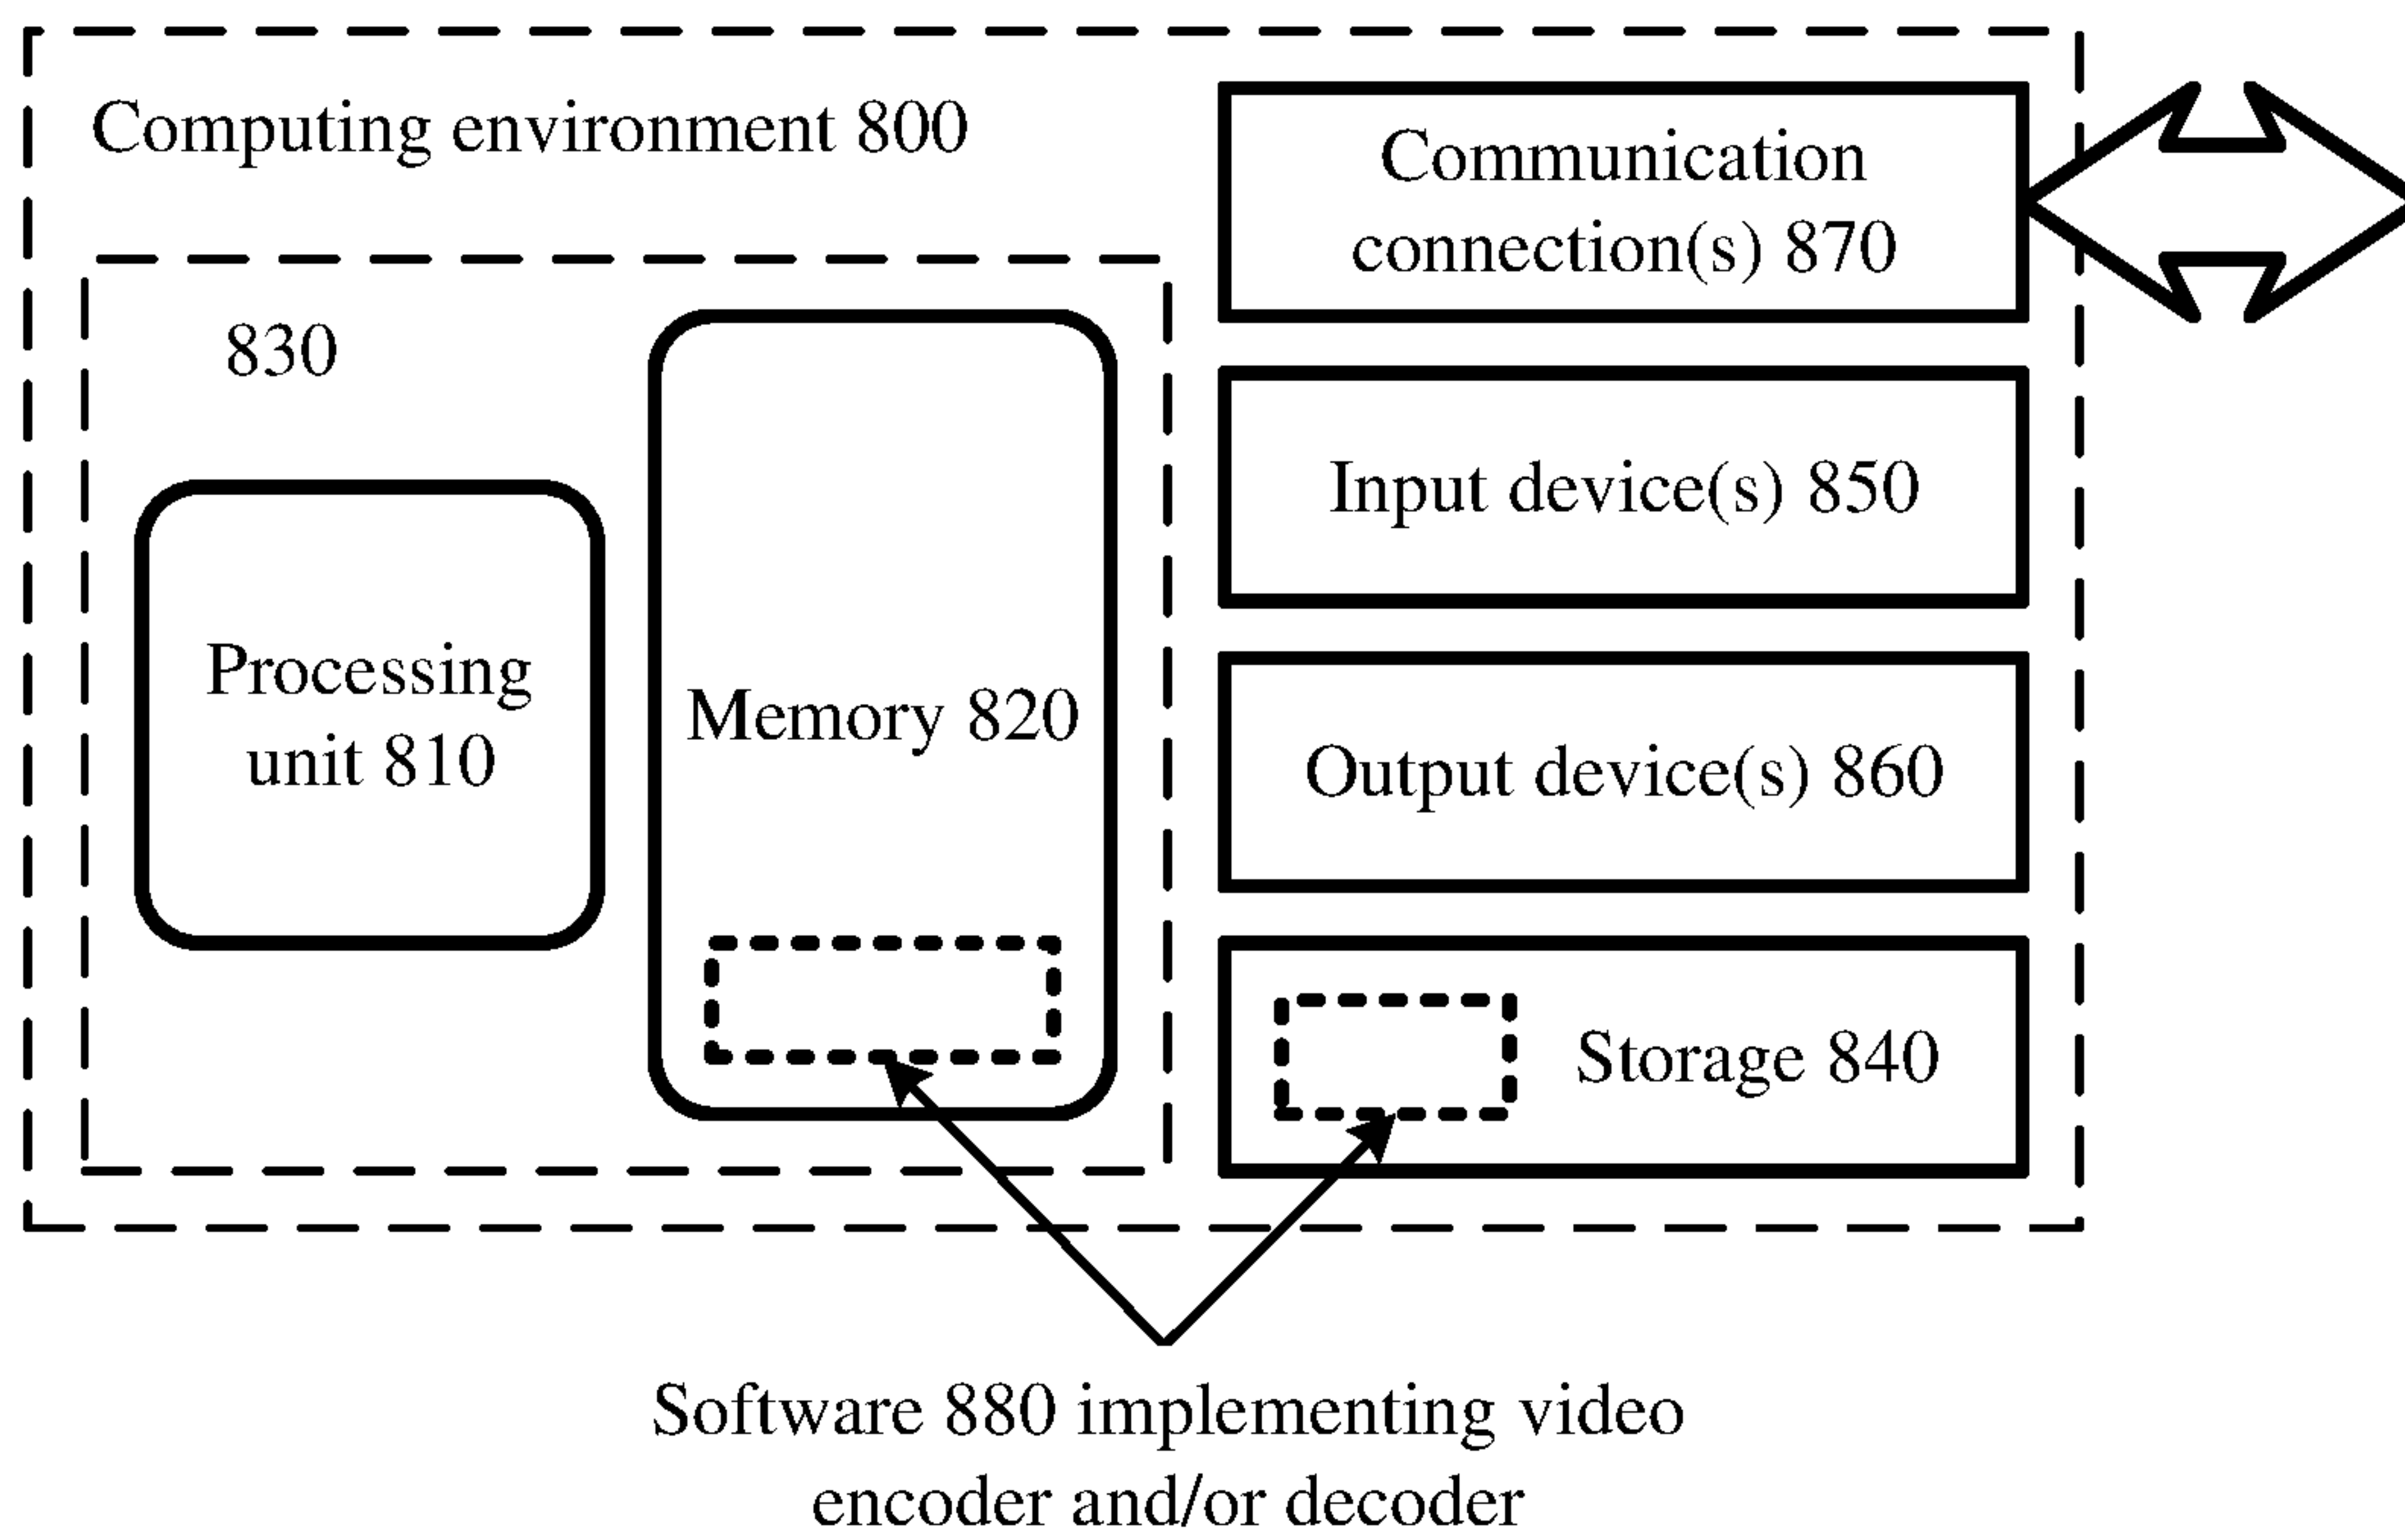 Computing environment 800
830
Processing
unit 810
Memory 820
Communication
connection(s) 870
Input device(s) 850
Output device(s) 860
Storage 840
Software 880 implementing video
encoder and/or decoder